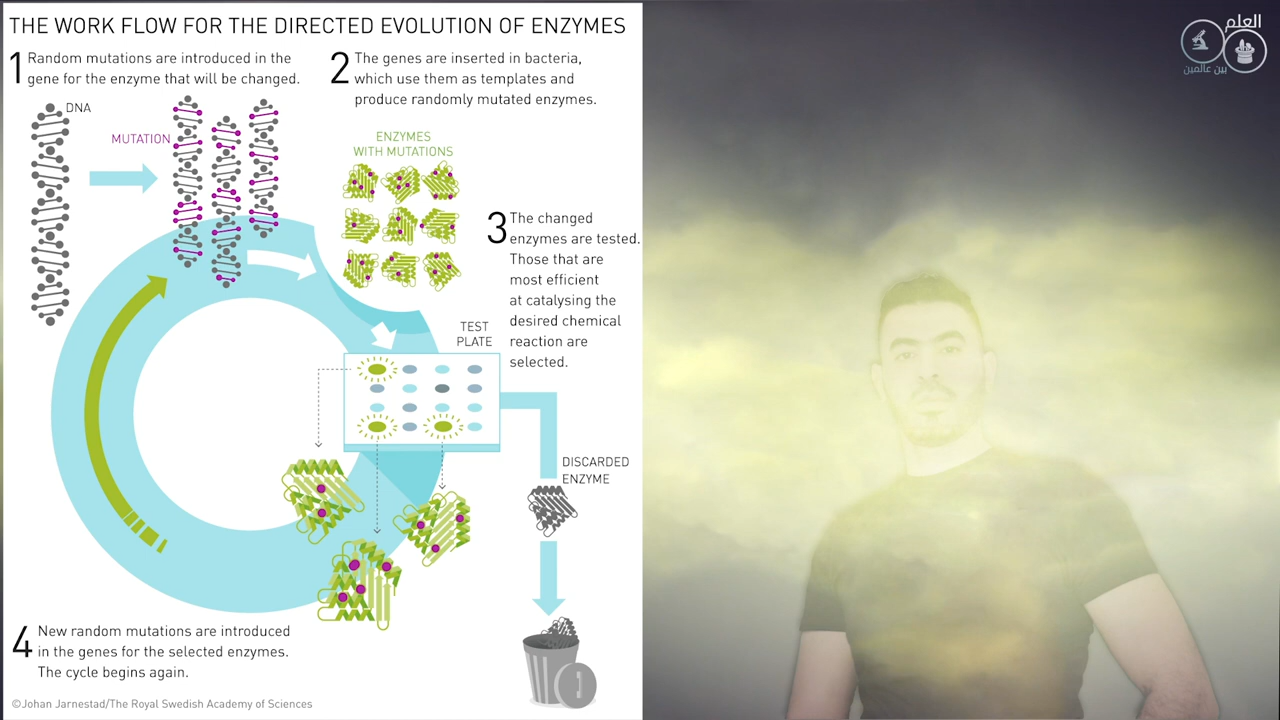 THE WORK FLOW FOR THE DIRECTED EVOLUTION OF ENZYMES
1 Random mutations are introduced in the
gene for the enzyme that will be changed.
2 The genes are inserted in bacteria,
which use them as templates and
produce randomly mutated enzymes.
DNA
MUTATION
ENZYMES
WITH MUTATIONS
3 The changed
enzymes are tested.
Those that are
most efficient
at catalysing the
desired chemical
reaction are
selected.
TEST
PLATE
DISCARDED
ENZYME
4 New random mutations are introduced
in the genes for the selected enzymes.
The cycle begins again.
©Johan Jarnestad/The Royal Swedish Academy of Sciences
العلم
بين عالمين